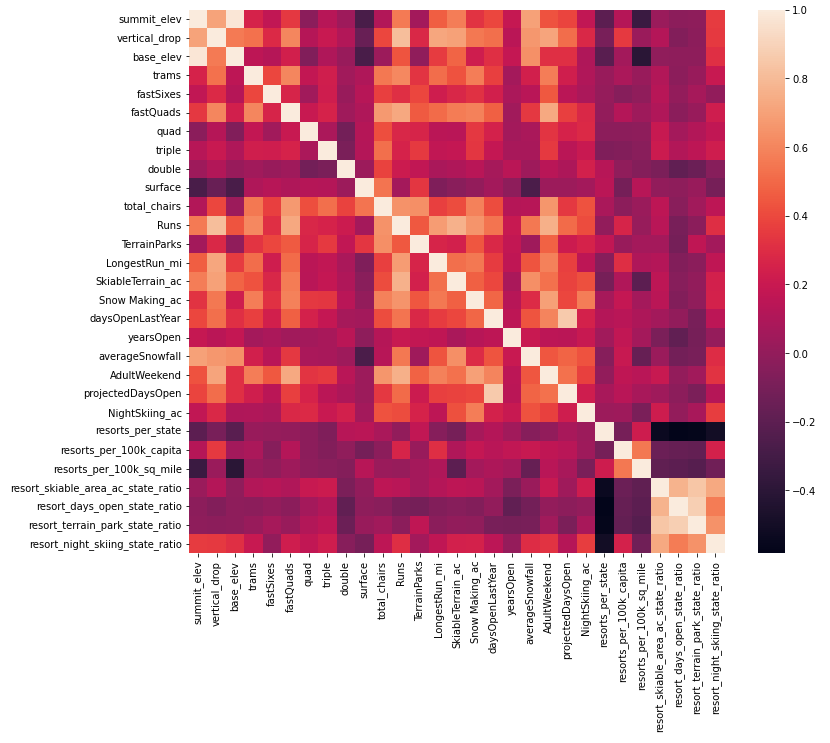 summit_elev
vertical_drop
base_elev
trams
fastSixes
fastQuads
quad
triple
double
surface
total_chairs
Runs
TerrainParks
LongestRun_mi
SkiableTerrain_ac
Snow Making_ac
daysOpenLastYear
yearsOpen
averageSnowfall
AdultWeekend
projectedDaysOpen
NightSkiing_ac
resorts_per_state
resorts_per_100k_capita
resorts_per_100k_sq_mile
resort_skiable_area_ac_state_ratio
resort_days_open_state_ratio
resort_terrain_park_state_ratio
resort_night_skiing_state_ratio
summit_elev
vertical_drop
base_elev
trams
fastSixes
fastQuads
quad
triple
double
surface
total_chairs
Runs
TerrainParks
LongestRun_mi
SkiableTerrain_ac
Snow Making_ac
daysOpenLastYear
yearsOpen
averageSnowfall
AdultWeekend
projectedDaysOpen
NightSkiing_ac
resorts_per_state
resorts_per_100k_capita
resorts_per_100k_sq_mile
resort_skiable_area_ac_state_ratio
resort_days_open_state_ratio
resort_terrain_park_state_ratio
resort_night_skiing_state_ratio
1.0
0.8
0.6
0.4
0.2
0.0
−0.2
−0.4